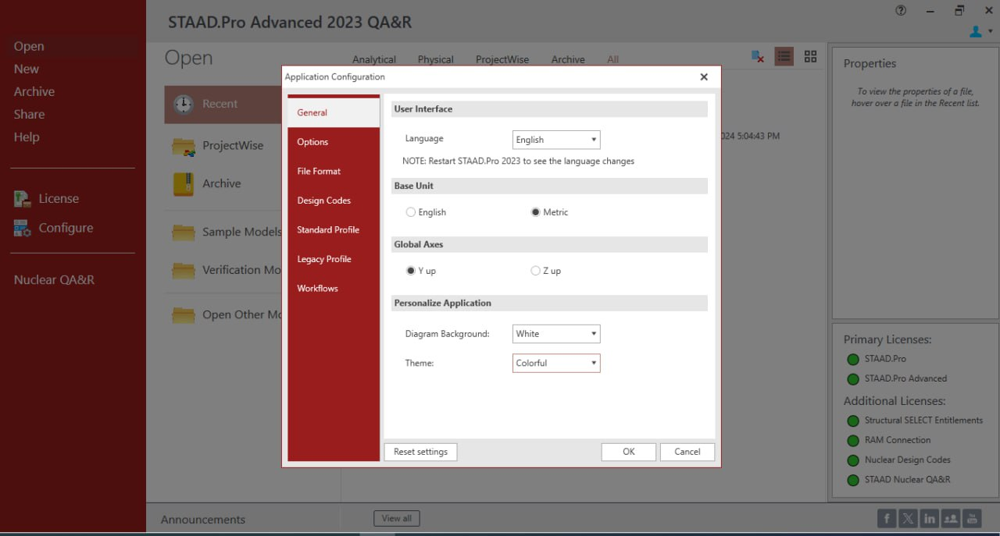 STAAD.Pro Advanced 2023 QA&R
Open
New
Archive
Share
Help
License
Configure
Nuclear QA&R
Open
Analytical
Physical
ProjectWise
Archive
All
Recent
ProjectWise
Archive
Sample Models
Verification Mo
Open Other Mo
024 5:04:43 PM
Application Configuration
General
Options
File Format
Design Codes
Standard Profile
Legacy Profile
Workflows
User Interface
Language
English
NOTE: Restart STAAD.Pro 2023 to see the language changes
Base Unit
English
Metric
Global Axes
Y up
Z up
Personalize Application
Diagram Background:
White
Theme:
Colorful
Reset settings
OK
Cancel
Properties
To view the properties of a file,
hover over a file in the Recent list.
Primary Licenses:
STAAD.Pro
STAAD.Pro Advanced
Additional Licenses:
Structural SELECT Entitlements
RAM Connection
Nuclear Design Codes
STAAD Nuclear QA&R
Announcements
View all